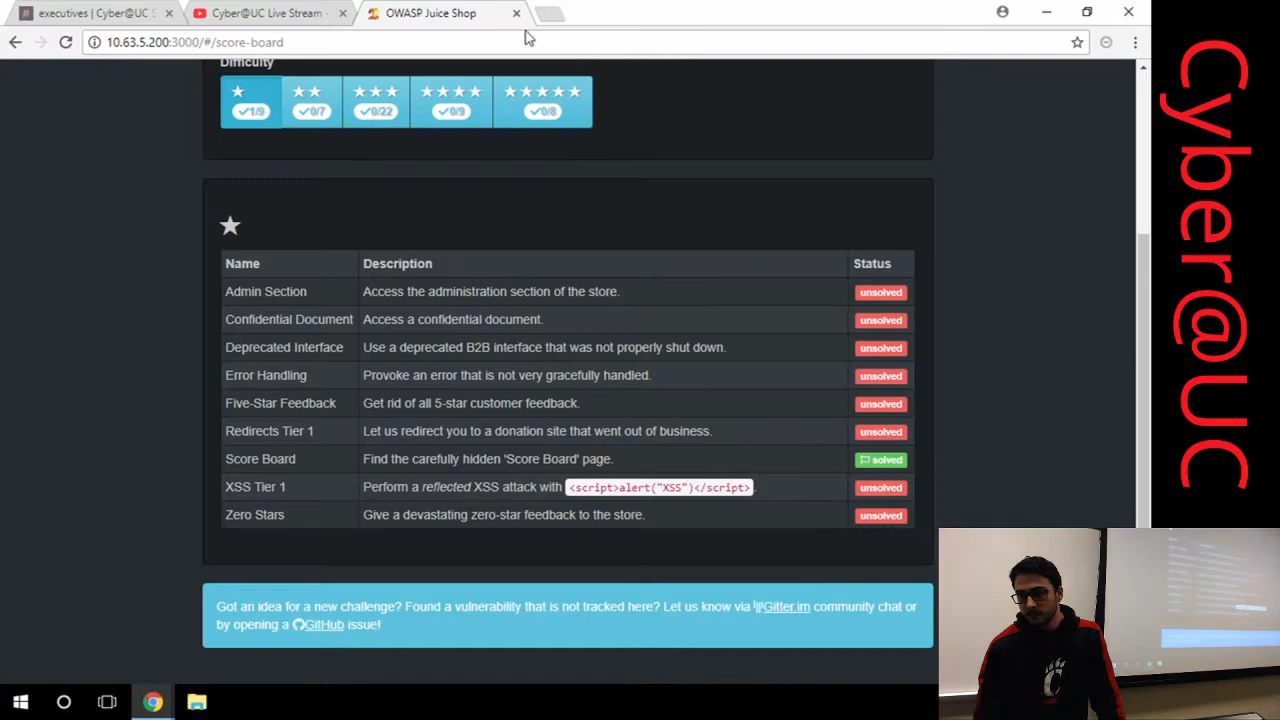 executives | Cyber@UC S
Cyber@UC Live Stream -
OWASP Juice Shop
10.63.5.200:3000/#/score-board
Difficulty
1/9
0/7
0/22
0/9
0/8
Name Description Status
Admin Section Access the administration section of the store. unsolved
Confidential Document Access a confidential document. unsolved
Deprecated Interface Use a deprecated B2B interface that was not properly shut down. unsolved
Error Handling Provoke an error that is not very gracefully handled. unsolved
Five-Star Feedback Get rid of all 5-star customer feedback. unsolved
Redirects Tier 1 Let us redirect you to a donation site that went out of business. unsolved
Score Board Find the carefully hidden 'Score Board' page. solved
XSS Tier 1 Perform a reflected XSS attack with <script>alert("XSS")</script>. unsolved
Zero Stars Give a devastating zero-star feedback to the store. unsolved
Got an idea for a new challenge? Found a vulnerability that is not tracked here? Let us know via Gitter.im community chat or
by opening a GitHub issue!
Cyber@UC